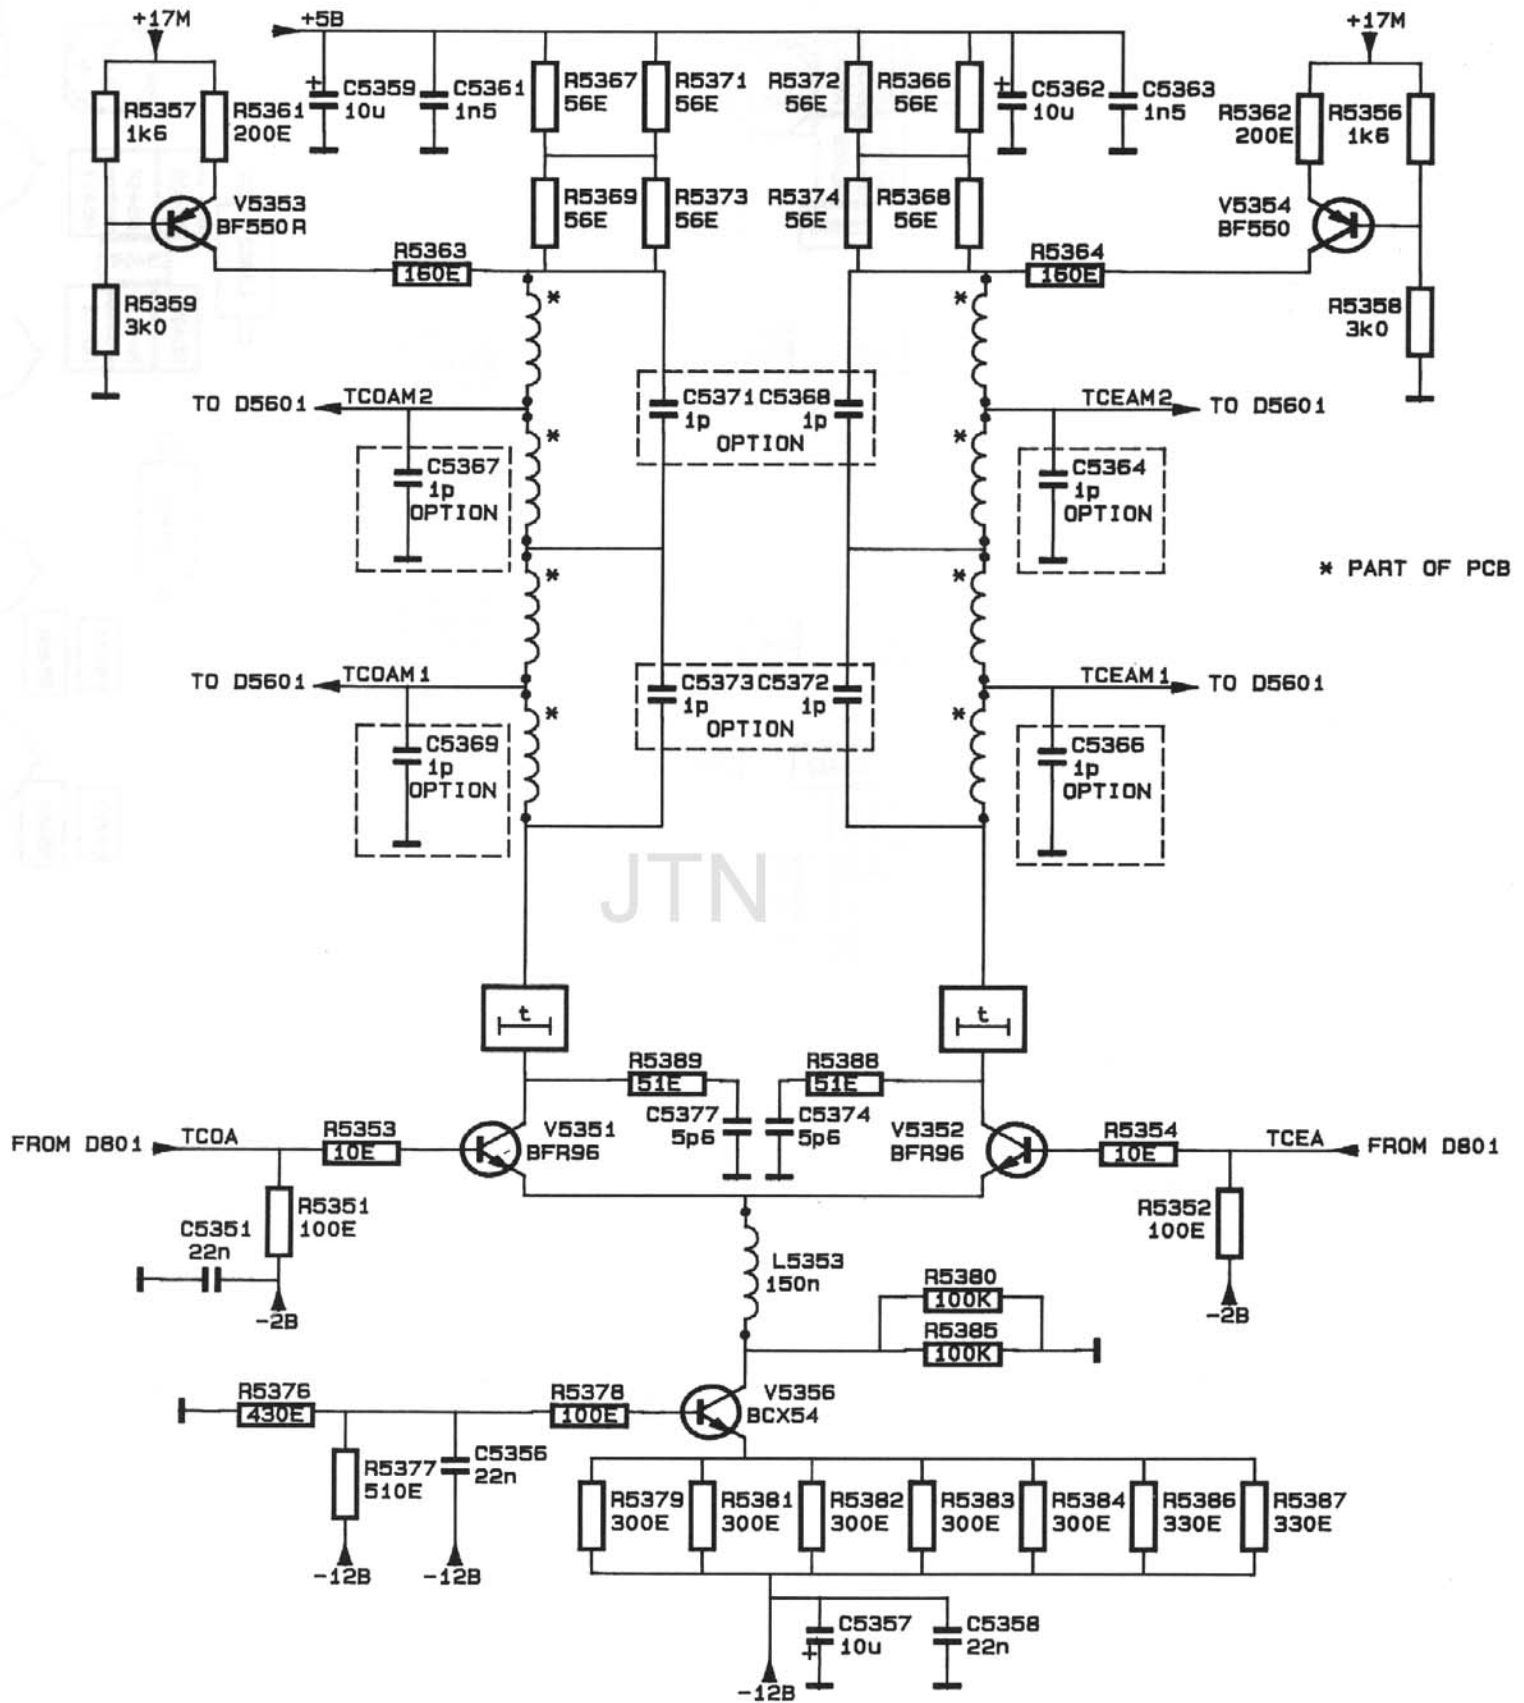 +17M
+5B
+17M
R5357
1k6
R5361
200E
+
C5359
10u
C5361
1n5
R5367
56E
R5371
56E
R5372
56E
R5366
56E
+
C5362
10u
C5363
1n5
R5362
200E
R5356
1k6
V5353
BF550R
R5369
56E
R5373
56E
R5374
56E
R5368
56E
V5354
BF550
R5363
160E
R5364
160E
R5359
3k0
R5358
3k0
*
*
TO D5601
TCOAM2
C5371
1p
C5368
1p
OPTION
TCEAM2
TO D5601
*
*
C5367
1p
OPTION
C5364
1p
OPTION
*
*
* PART OF PCB
TO D5601
TCOAM1
C5373
1p
C5372
1p
OPTION
TCEAM1
TO D5601
*
*
C5369
1p
OPTION
C5366
1p
OPTION
JTN
t
t
R5389
51E
R5388
51E
FROM D801
TCOA
R5353
10E
V5351
BFR96
C5377
5p6
C5374
5p6
V5352
BFR96
R5354
10E
TCEA
FROM D801
R5351
100E
C5351
22n
-2B
R5352
100E
-2B
L5353
150n
R5380
100K
R5385
100K
R5376
430E
R5378
100E
V5356
BCX54
R5377
510E
C5356
22n
-12B
-12B
R5379
300E
R5381
300E
R5382
300E
R5383
300E
R5384
300E
R5386
330E
R5387
330E
+
C5357
10u
C5358
22n
-12B